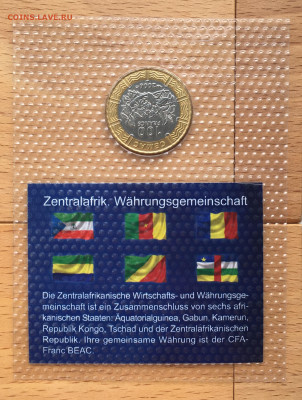 COINS.LAVE.RU
Zentralafrik. Währungsgemeinschaft
Die Zentralafrikanische Wirtschafts- und Währungsge-
meinschaft ist ein Zusammenschluss von sechs afri-
kanischen Staaten: Äquatorialguinea, Gabun, Kamerun,
Republik Kongo, Tschad und der Zentralafrikanischen
Republik. Ihre gemeinsame Währung ist der CFA-
Franc BEAC.